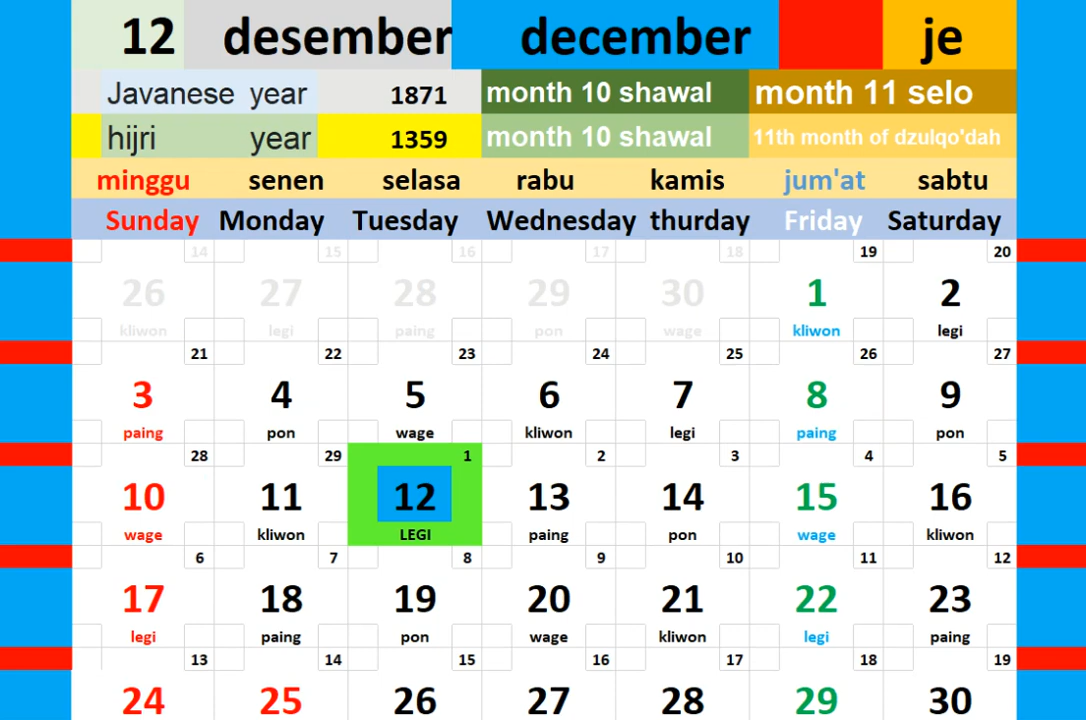 12 desember december je
Javanese year 1871 month 10 shawal month 11 selo
hijri year 1359 month 10 shawal 11th month of dzulqo'dah
minggu senen selasa rabu kamis jum'at sabtu
Sunday Monday Tuesday Wednesday thurday Friday Saturday
14 15 16 17 18 19 20
26 27 28 29 30 1 2
kliwon legi paing pon wage kliwon legi
21 22 23 24 25 26 27
3 4 5 6 7 8 9
paing pon wage kliwon legi paing pon
28 29 1 2 3 4 5
10 11 12 13 14 15 16
wage kliwon LEGI paing pon wage kliwon
6 7 8 9 10 11 12
17 18 19 20 21 22 23
legi paing pon wage kliwon legi paing
13 14 15 16 17 18 19
24 25 26 27 28 29 30